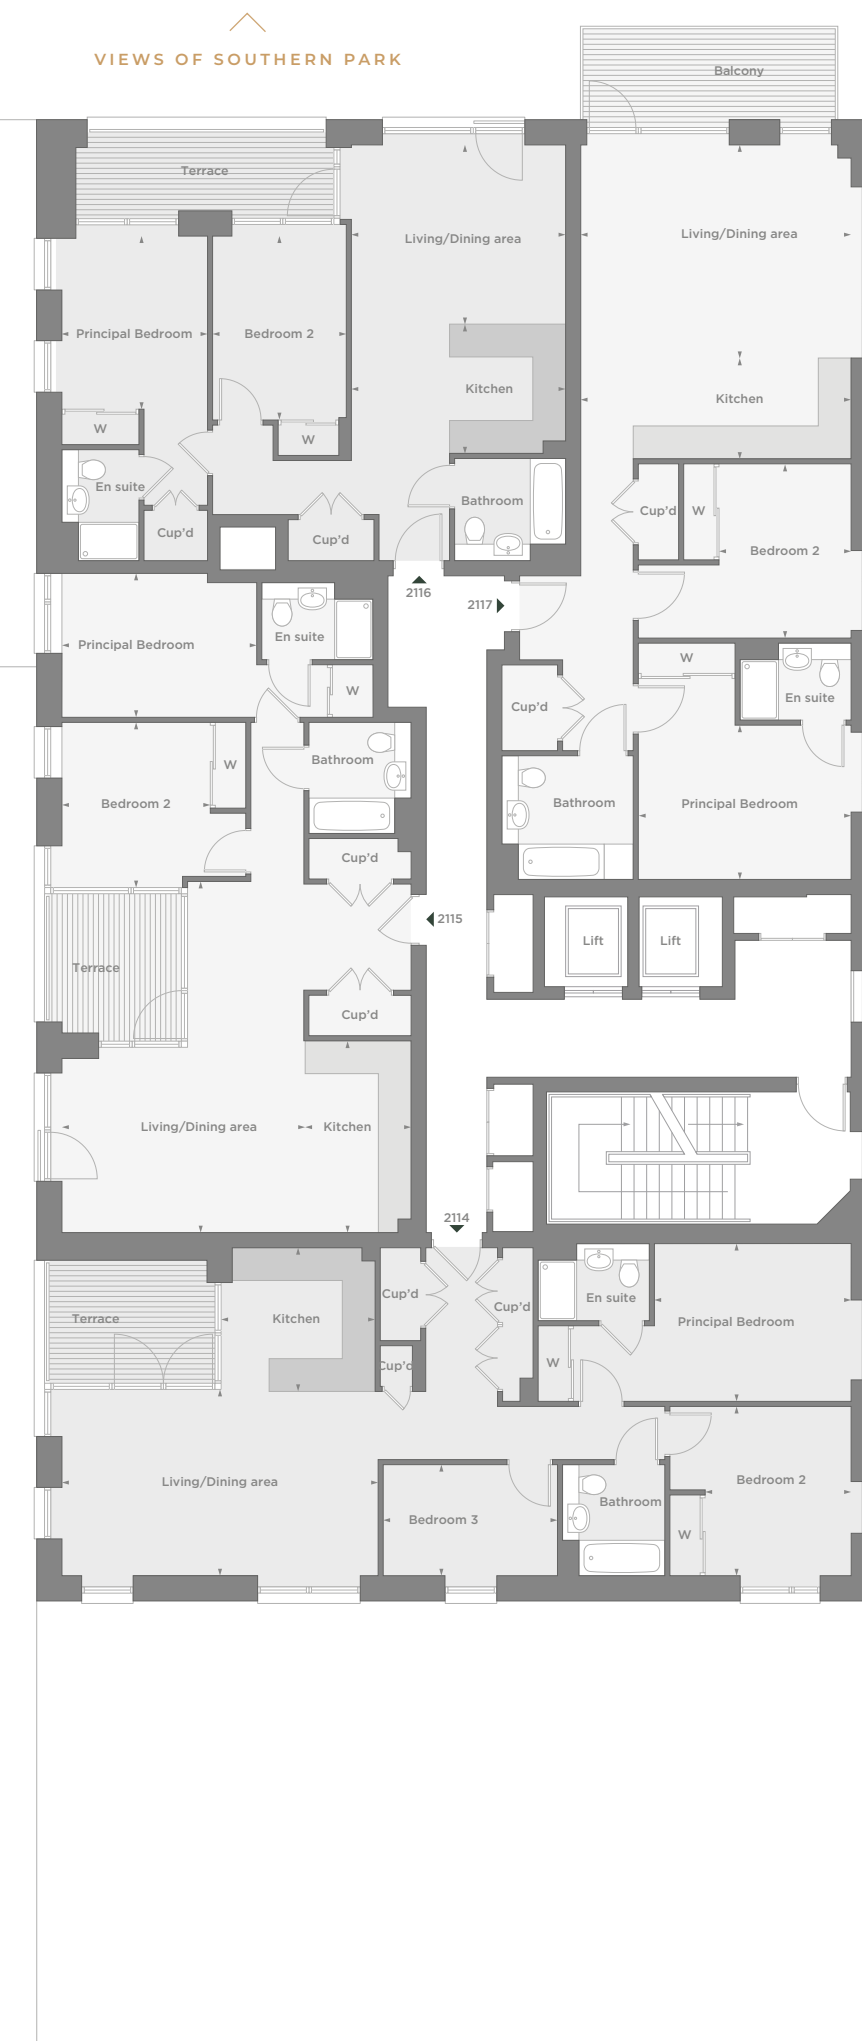 VIEWS OF SOUTHERN PARK
Balcony
Terrace
Living/Dining area
Living/Dining area
Principal Bedroom
Bedroom 2
Kitchen
Kitchen
W
W
En suite
Bathroom
Cup'd
W
Cup'd
Cup'd
Bedroom 2
2116
2117
Principal Bedroom
En suite
W
W
En suite
Cup'd
Bathroom
W
Bedroom 2
Bathroom
Principal Bedroom
Cup'd
2115
Lift
Lift
Terrace
Cup'd
Living/Dining area
Kitchen
2114
Cup'd
Cup'd
En suite
Terrace
Kitchen
Principal Bedroom
Cup'd
W
Living/Dining area
Bedroom 2
Bathroom
Bedroom 3
W